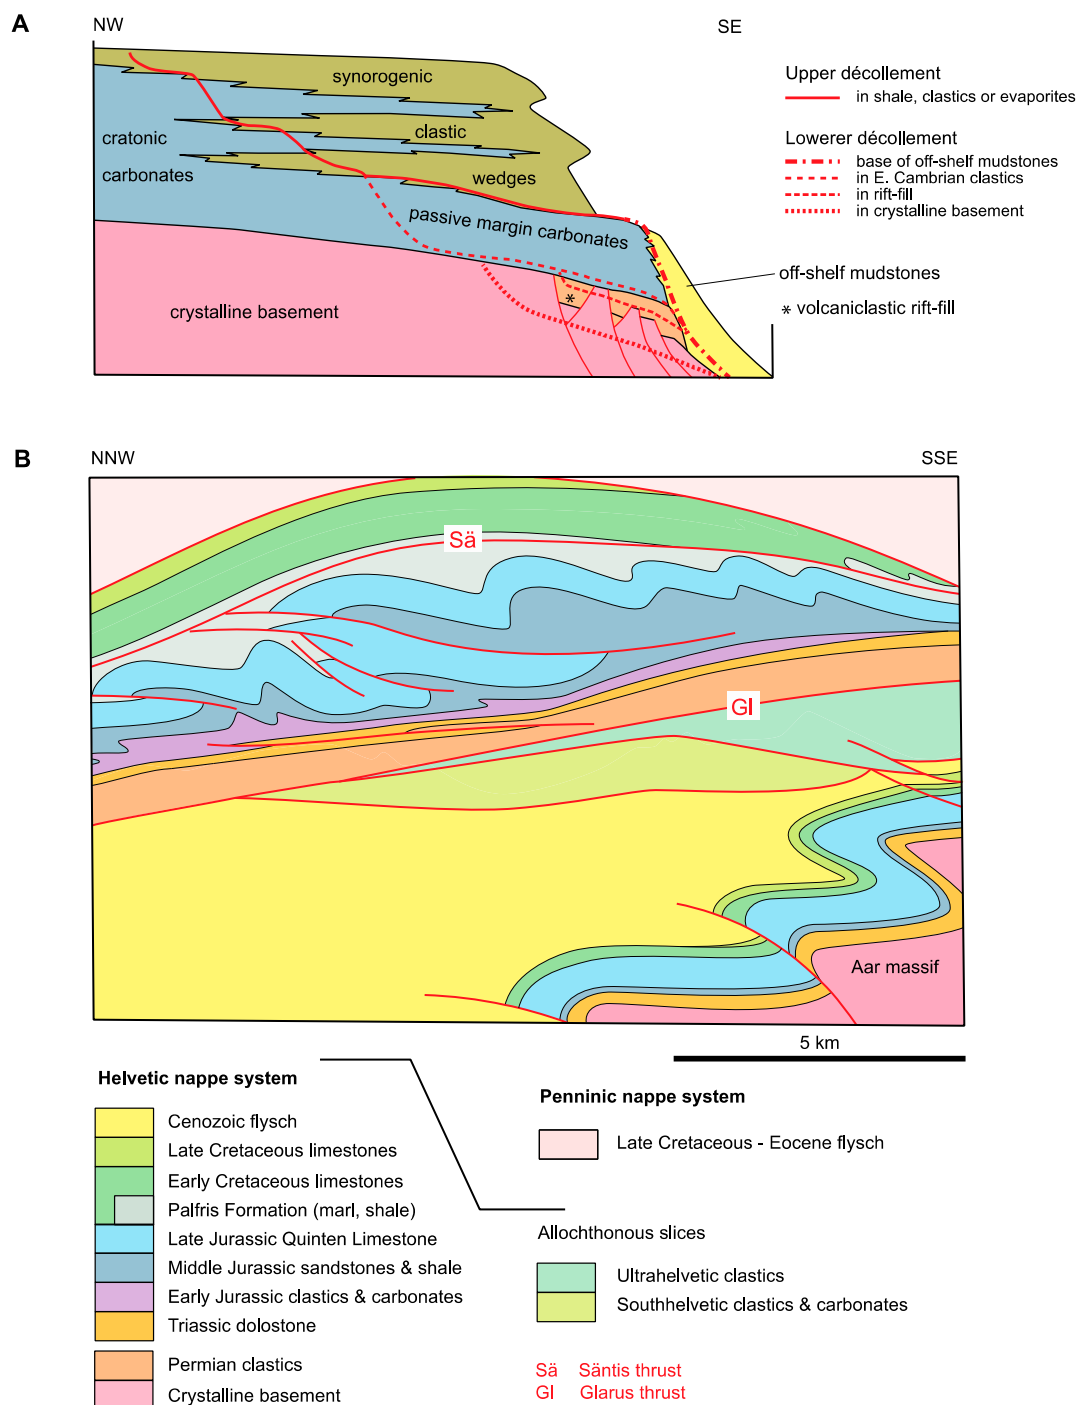 A
NW
SE
synorogenic
clastic
wedges
cratonic
carbonates
passive margin carbonates
crystalline basement
*
Upper décollement
in shale, clastics or evaporites
Lowerer décollement
base of off-shelf mudstones
in E. Cambrian clastics
in rift-fill
in crystalline basement
off-shelf mudstones
* volcaniclastic rift-fill
B
NNW
SSE
Sä
Gl
Aar massif
5 km
Helvetic nappe system
Cenozoic flysch
Late Cretaceous limestones
Early Cretaceous limestones
Palfris Formation (marl, shale)
Late Jurassic Quinten Limestone
Middle Jurassic sandstones & shale
Early Jurassic clastics & carbonates
Triassic dolostone
Permian clastics
Crystalline basement
Penninic nappe system
Late Cretaceous - Eocene flysch
Allochthonous slices
Ultrahelvetic clastics
Southhelvetic clastics & carbonates
Sä Säntis thrust
Gl Glarus thrust